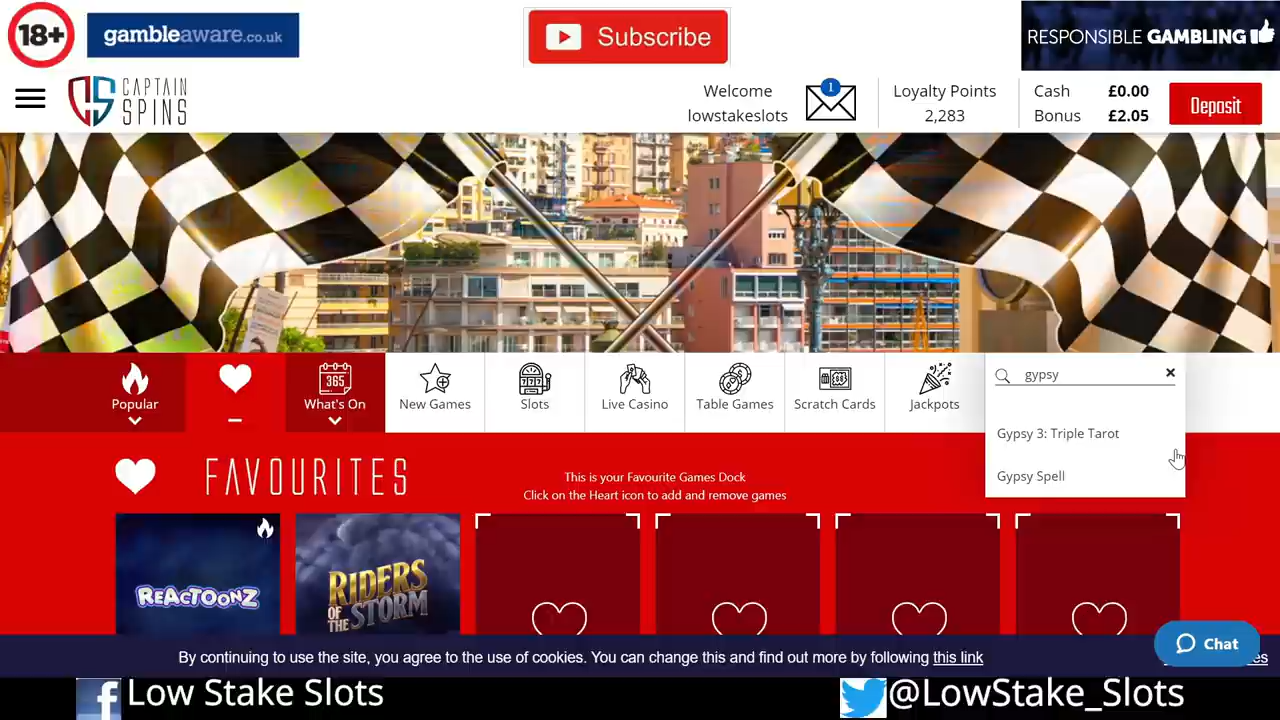 18+
gambleaware.co.uk
Subscribe
RESPONSIBLE GAMBLING
CAPTAIN
SPINS
Welcome
lowstakeslots
1
Loyalty Points
2,283
Cash £0.00
Bonus £2.05
Deposit
Popular
365
What's On
New Games
Slots
Live Casino
Table Games
Scratch Cards
Jackpots
gypsy
Gypsy 3: Triple Tarot
Gypsy Spell
FAVOURITES
This is your Favourite Games Dock
Click on the Heart icon to add and remove games
REACTOONZ
RIDERS
OF THE STORM
By continuing to use the site, you agree to the use of cookies. You can change this and find out more by following this link
Chat
Low Stake Slots
@LowStake_Slots